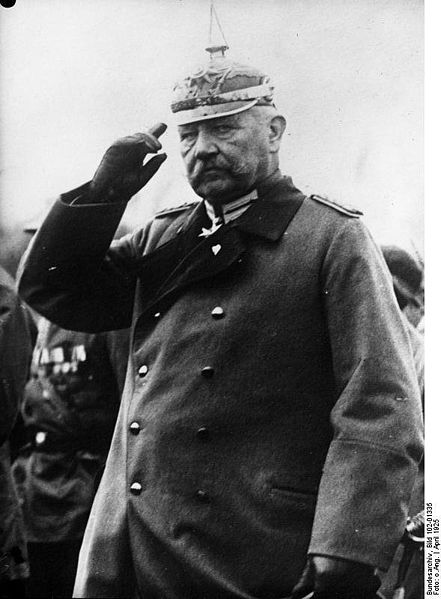 Bundesarchiv, Bild 102-01335
Foto: o.Ang. | April 1925